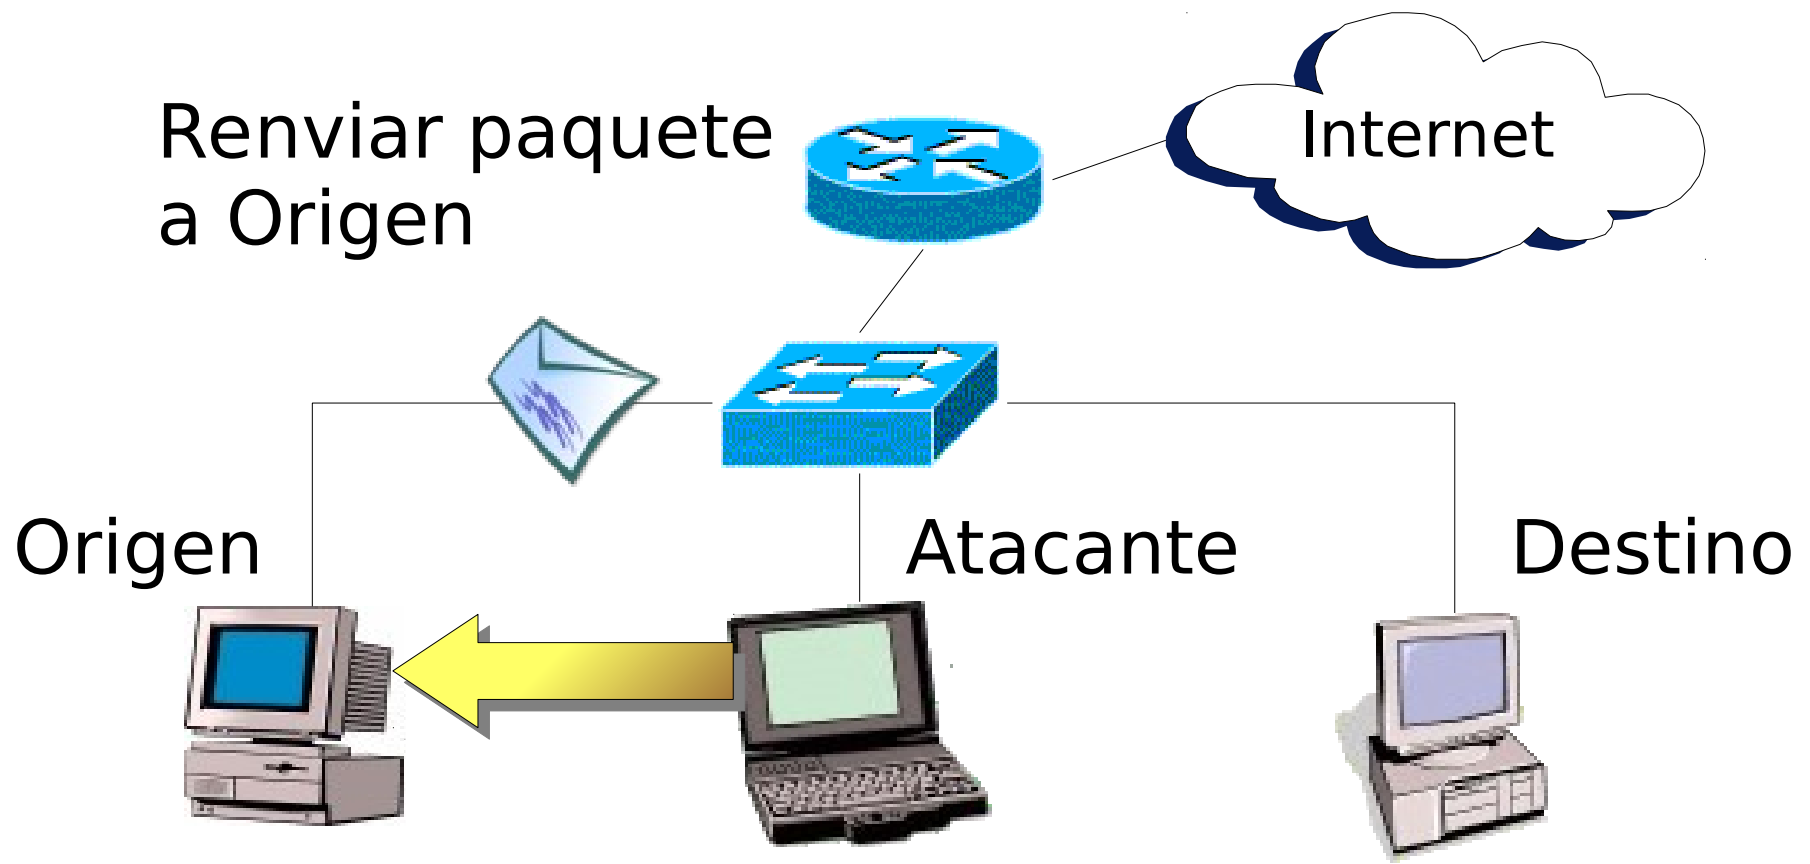 Renviar paquete
a Origen
Internet
Origen
Atacante
Destino